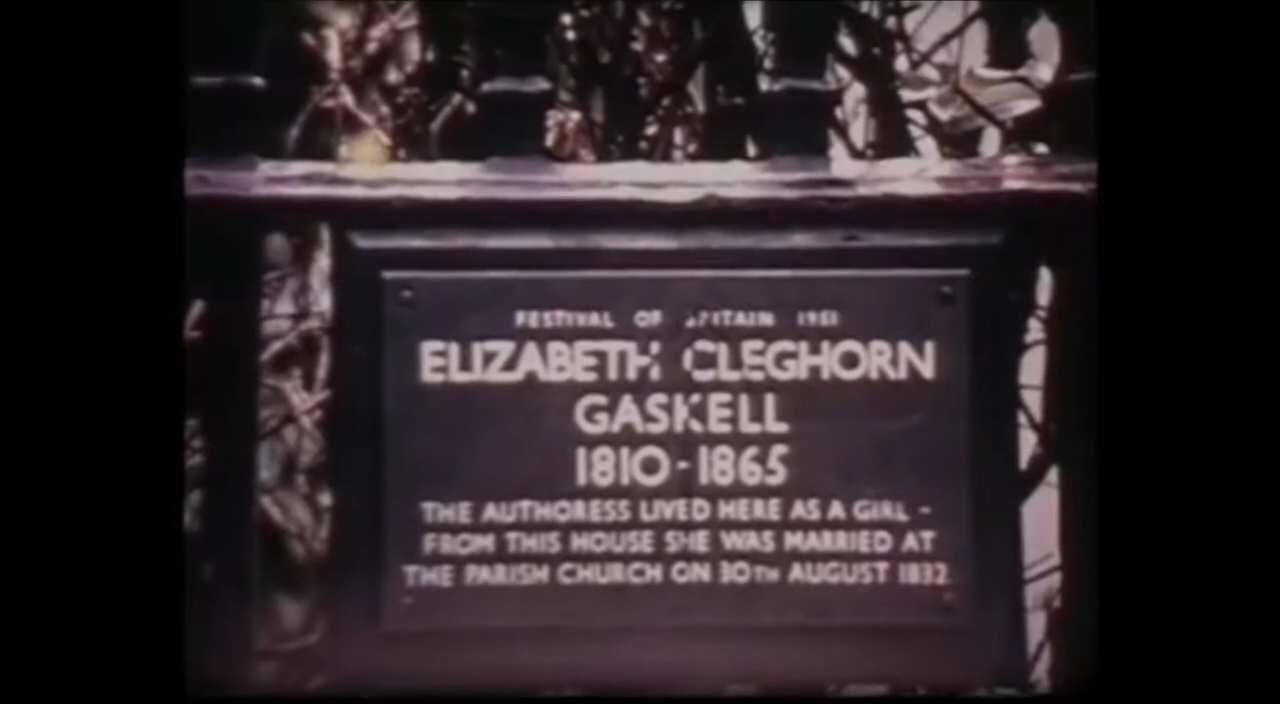 FESTIVAL OF BRITAIN 1951
ELIZABETH CLEGHORN
GASKELL
1810-1865
THE AUTHORESS LIVED HERE AS A GIRL -
FROM THIS HOUSE SHE WAS MARRIED AT
THE PARISH CHURCH ON 30TH AUGUST 1832